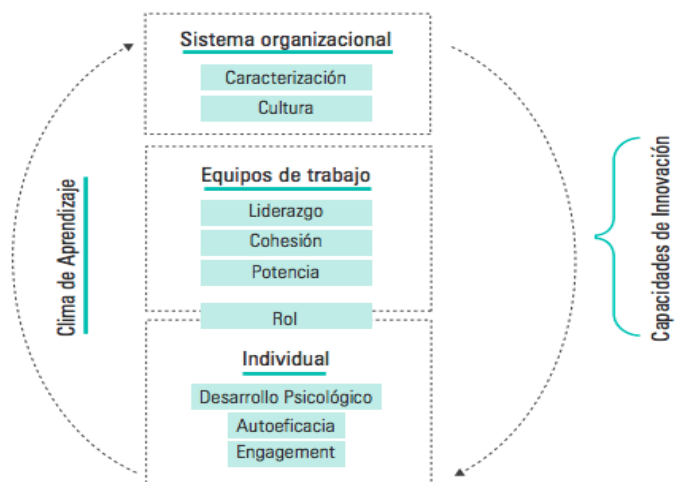 Sistema organizacional
Caracterización
Cultura
Equipos de trabajo
Liderazgo
Cohesión
Potencia
Rol
Individual
Desarrollo Psicológico
Autoeficacia
Engagement
Clima de Aprendizaje
Capacidades de Innovación